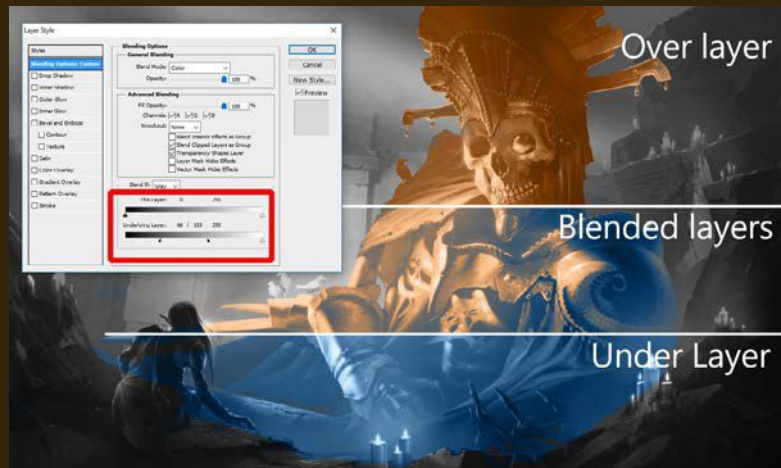 Layer Style
Styles
Blending Options: Custom
Drop Shadow
Inner Shadow
Outer Glow
Inner Glow
Bevel and Emboss
Contour
Texture
Satin
Color Overlay
Gradient Overlay
Pattern Overlay
Stroke
Blending Options
General Blending
Blend Mode: Color
Opacity: 100 %
Advanced Blending
Fill Opacity: 100 %
Channels: R G B
Knockout: None
Blend Interior Effects as Group
Blend Clipped Layers as Group
Transparency Shapes Layer
Layer Mask Hides Effects
Vector Mask Hides Effects
Blend If: Gray
This Layer: 0 255
Underlying Layer: / 153 255
OK
Cancel
New Style...
Preview
Over layer
Blended layers
Under Layer